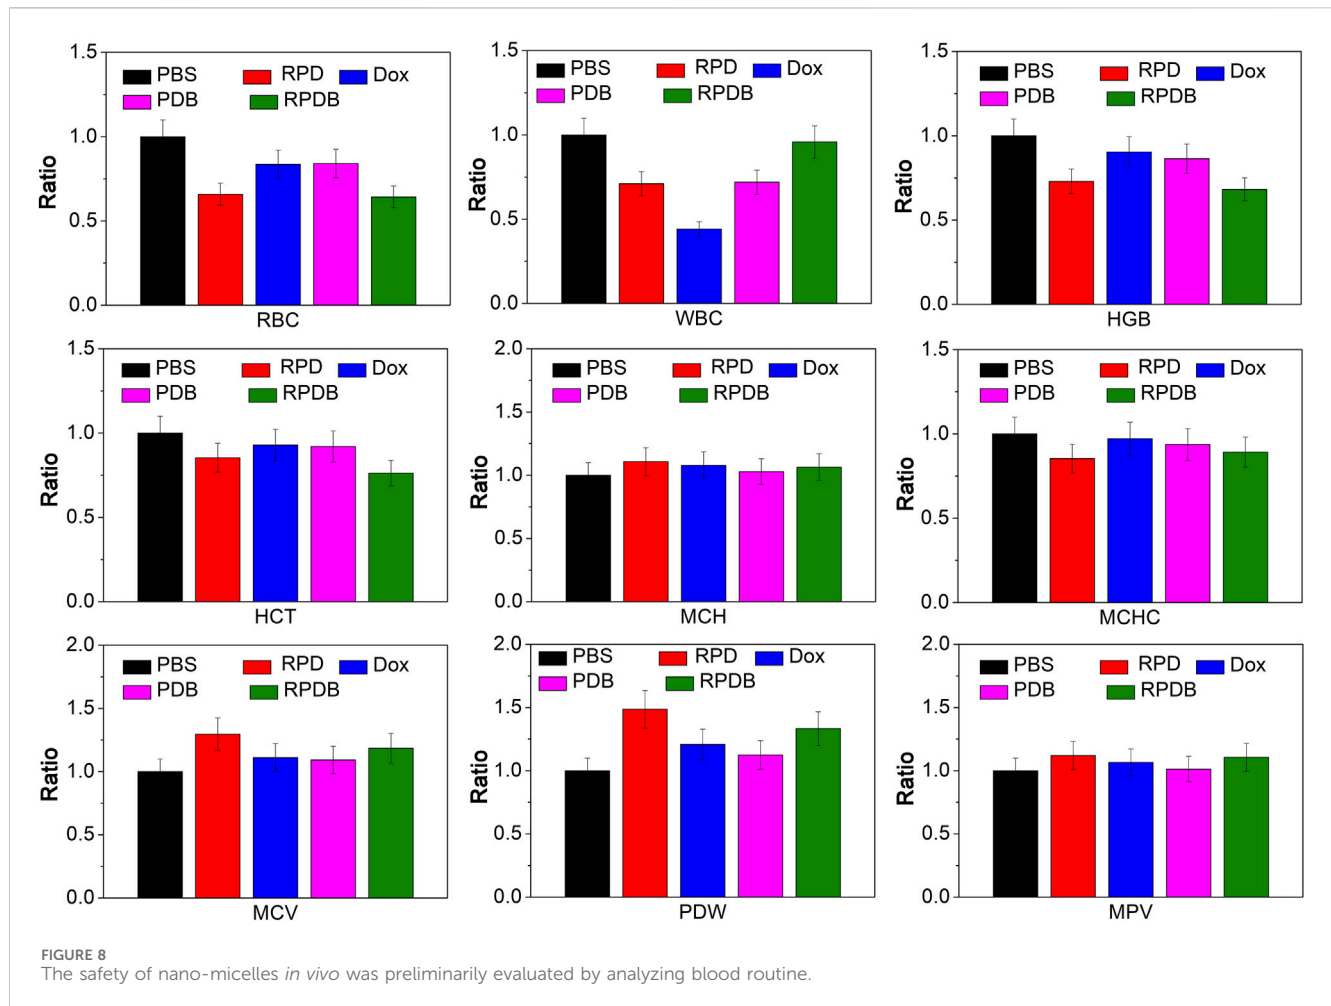 1.5
1.0
0.5
0.0
Ratio
PBS RPD Dox
PDB RPDB
RBC
1.5
1.0
0.5
0.0
Ratio
PBS RPD Dox
PDB RPDB
WBC
1.5
1.0
0.5
0.0
Ratio
PBS RPD Dox
PDB RPDB
HGB
1.5
1.0
0.5
0.0
Ratio
PBS RPD Dox
PDB RPDB
HCT
2.0
1.5
1.0
0.5
0.0
Ratio
PBS RPD Dox
PDB RPDB
MCH
1.5
1.0
0.5
0.0
Ratio
PBS RPD Dox
PDB RPDB
MCHC
2.0
1.5
1.0
0.5
0.0
Ratio
PBS RPD Dox
PDB RPDB
MCV
2.0
1.5
1.0
0.5
0.0
Ratio
PBS RPD Dox
PDB RPDB
PDW
2.0
1.5
1.0
0.5
0.0
Ratio
PBS RPD Dox
PDB RPDB
MPV
FIGURE 8
The safety of nano-micelles in vivo was preliminarily evaluated by analyzing blood routine.